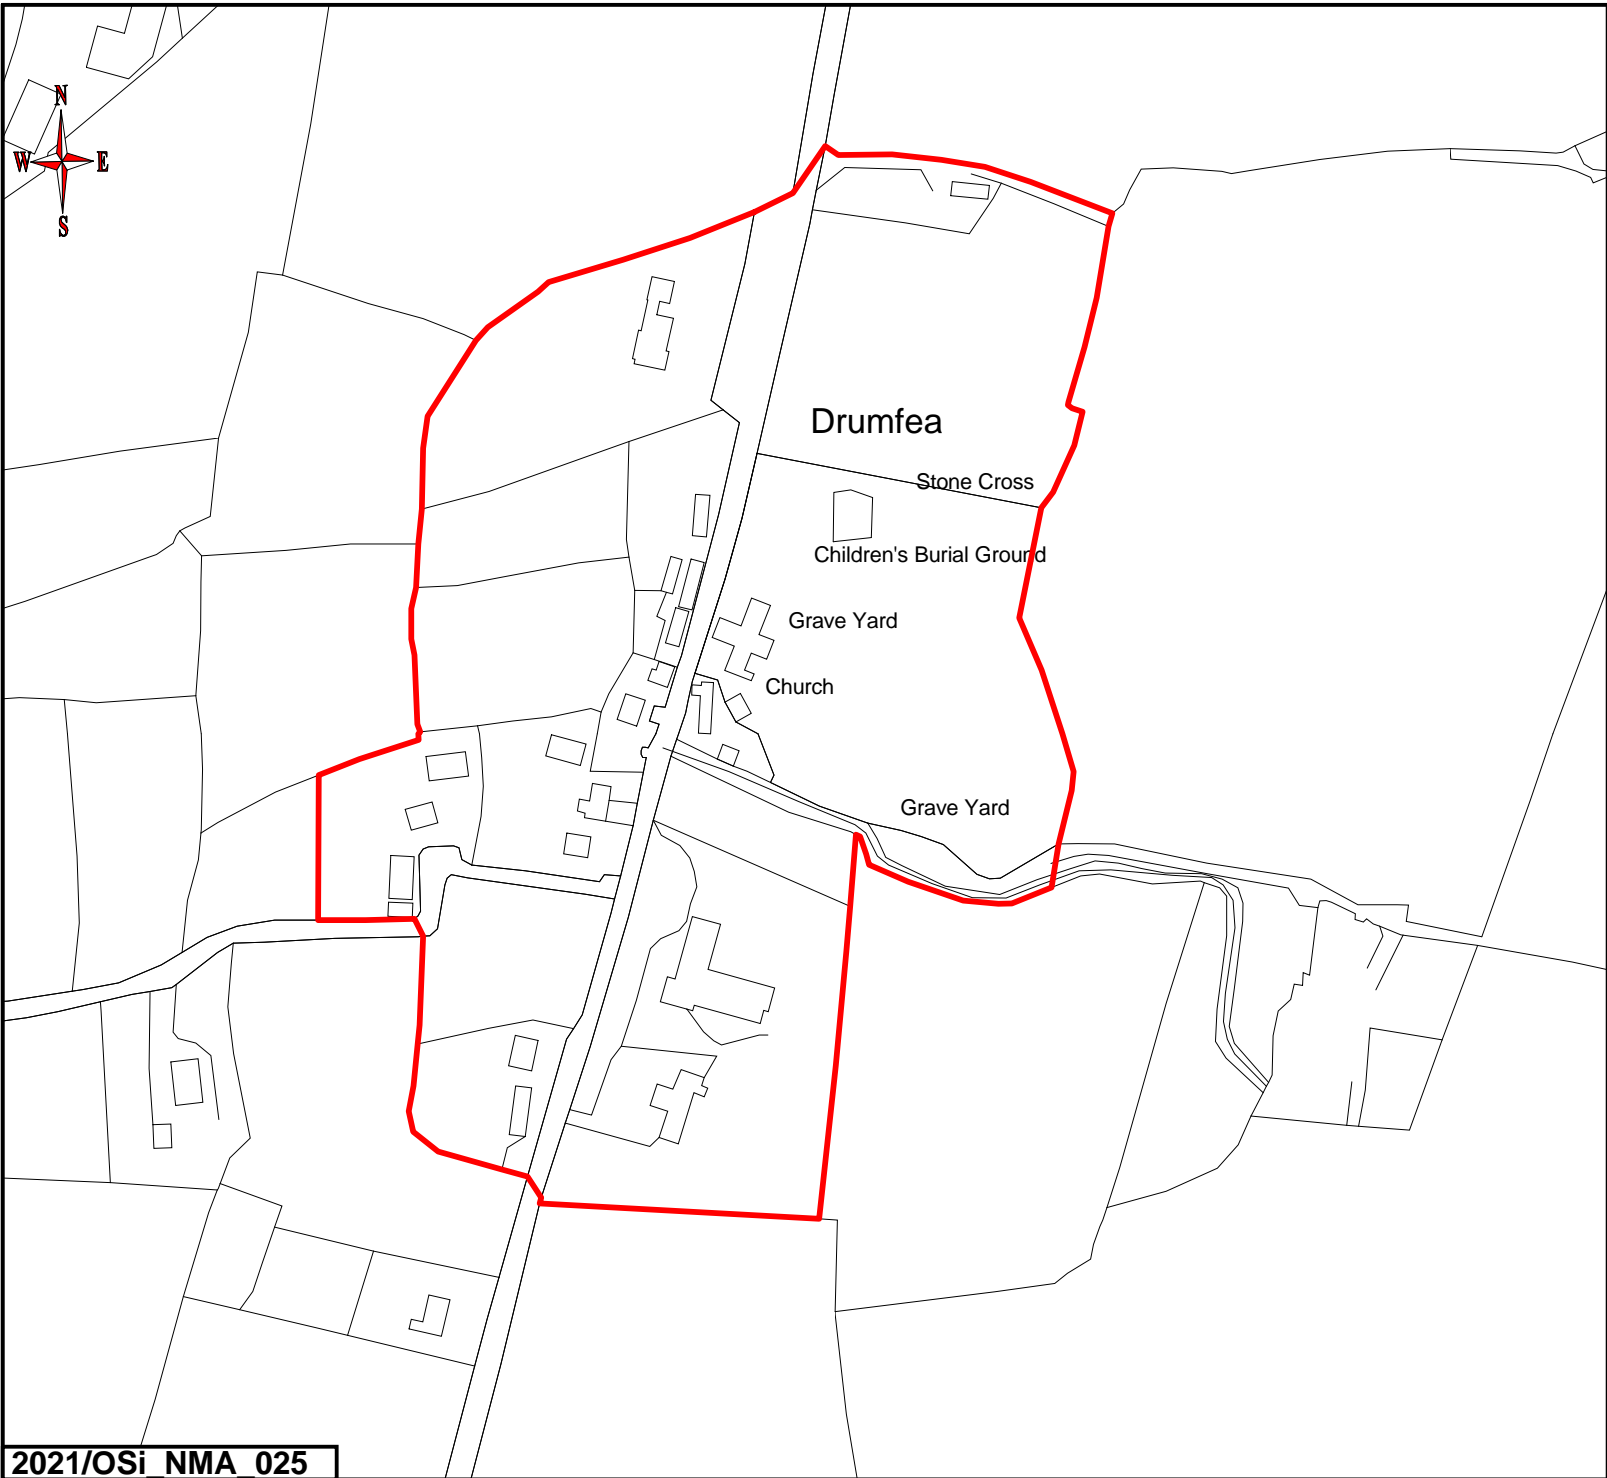 N
W E
S
Drumfea
Stone Cross
Children's Burial Ground
Grave Yard
Church
Grave Yard
2021/OSi_NMA_025